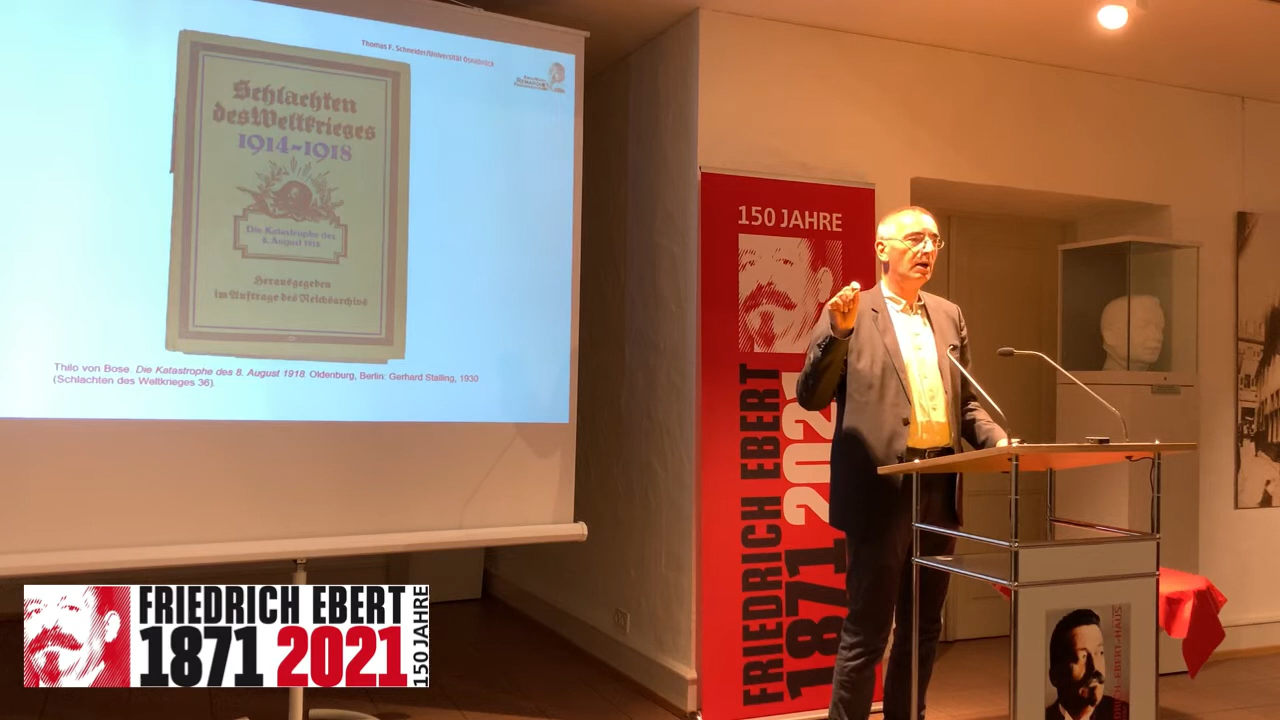 Thomas F. Schneider/Universität Osnabrück
Schlachten
des Weltkrieges
1914-1918
Die Katastrophe des
8. August 1918
Herausgegeben
im Auftrage des Reichsarchivs
Thilo von Bose. Die Katastrophe des 8. August 1918. Oldenburg, Berlin: Gerhard Stalling, 1930
(Schlachten des Weltkrieges 36).
150 JAHRE
FRIEDRICH EBERT
1871 2021
FRIEDRICH EBERT
1871 2021
150 JAHRE